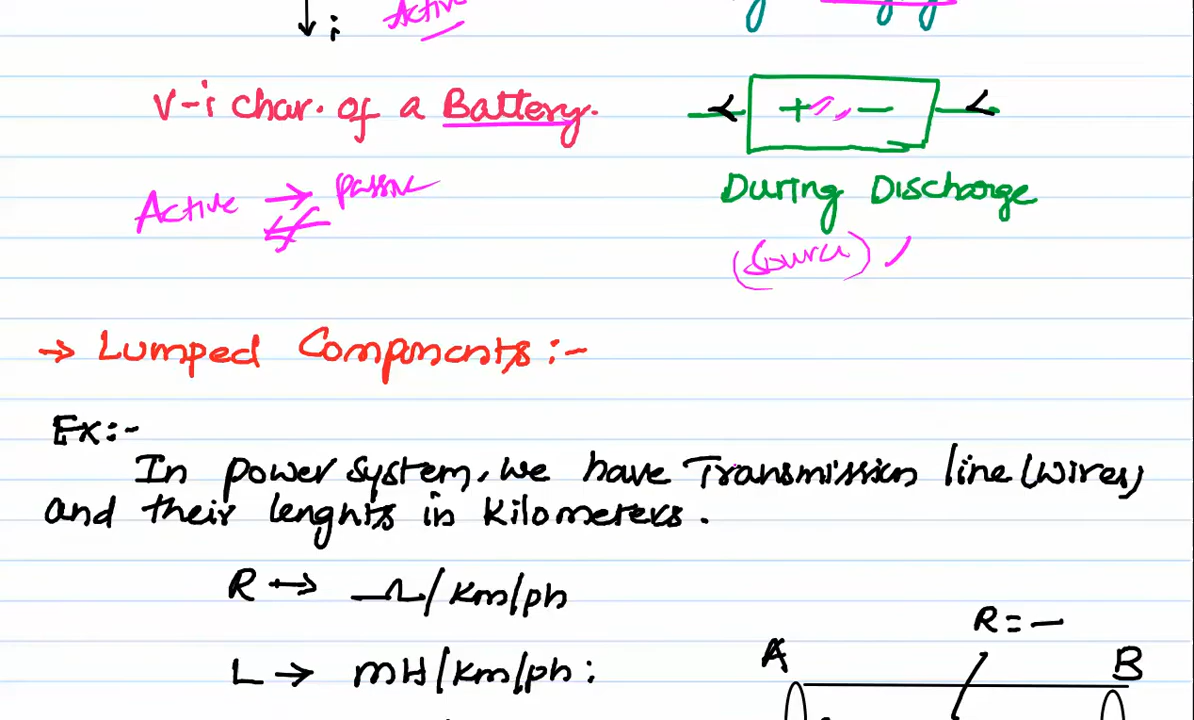 ↓ i Active
V-i char. of a Battery.
+ -
During Discharge
Active → passive
(Source)
→ Lumped Components :-
Ex:-
In power system, we have Transmission line (wires)
and their lenghts in kilometers.
R → Ω/km/ph
R = -
L → mH/km/ph :
A B